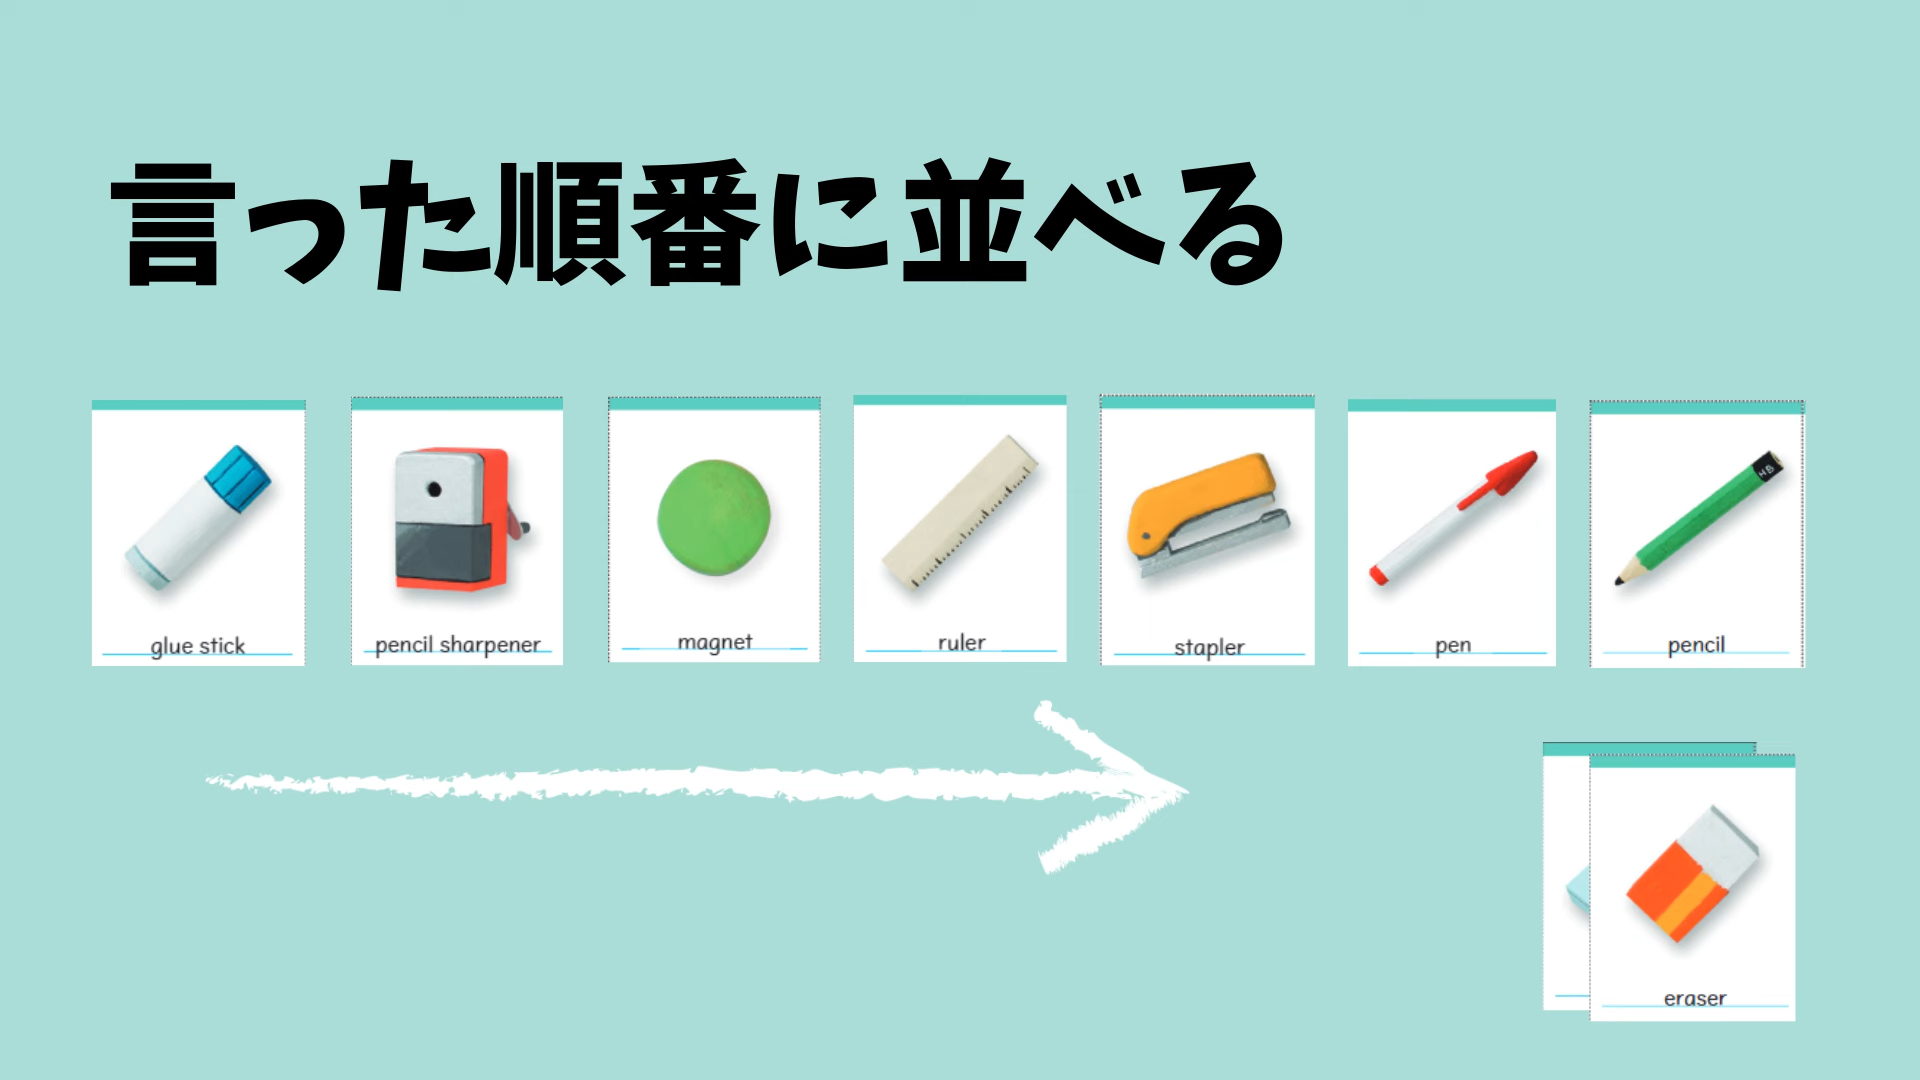 言った順番に並べる
glue stick
pencil sharpener
magnet
ruler
stapler
pen
pencil
HB
eraser